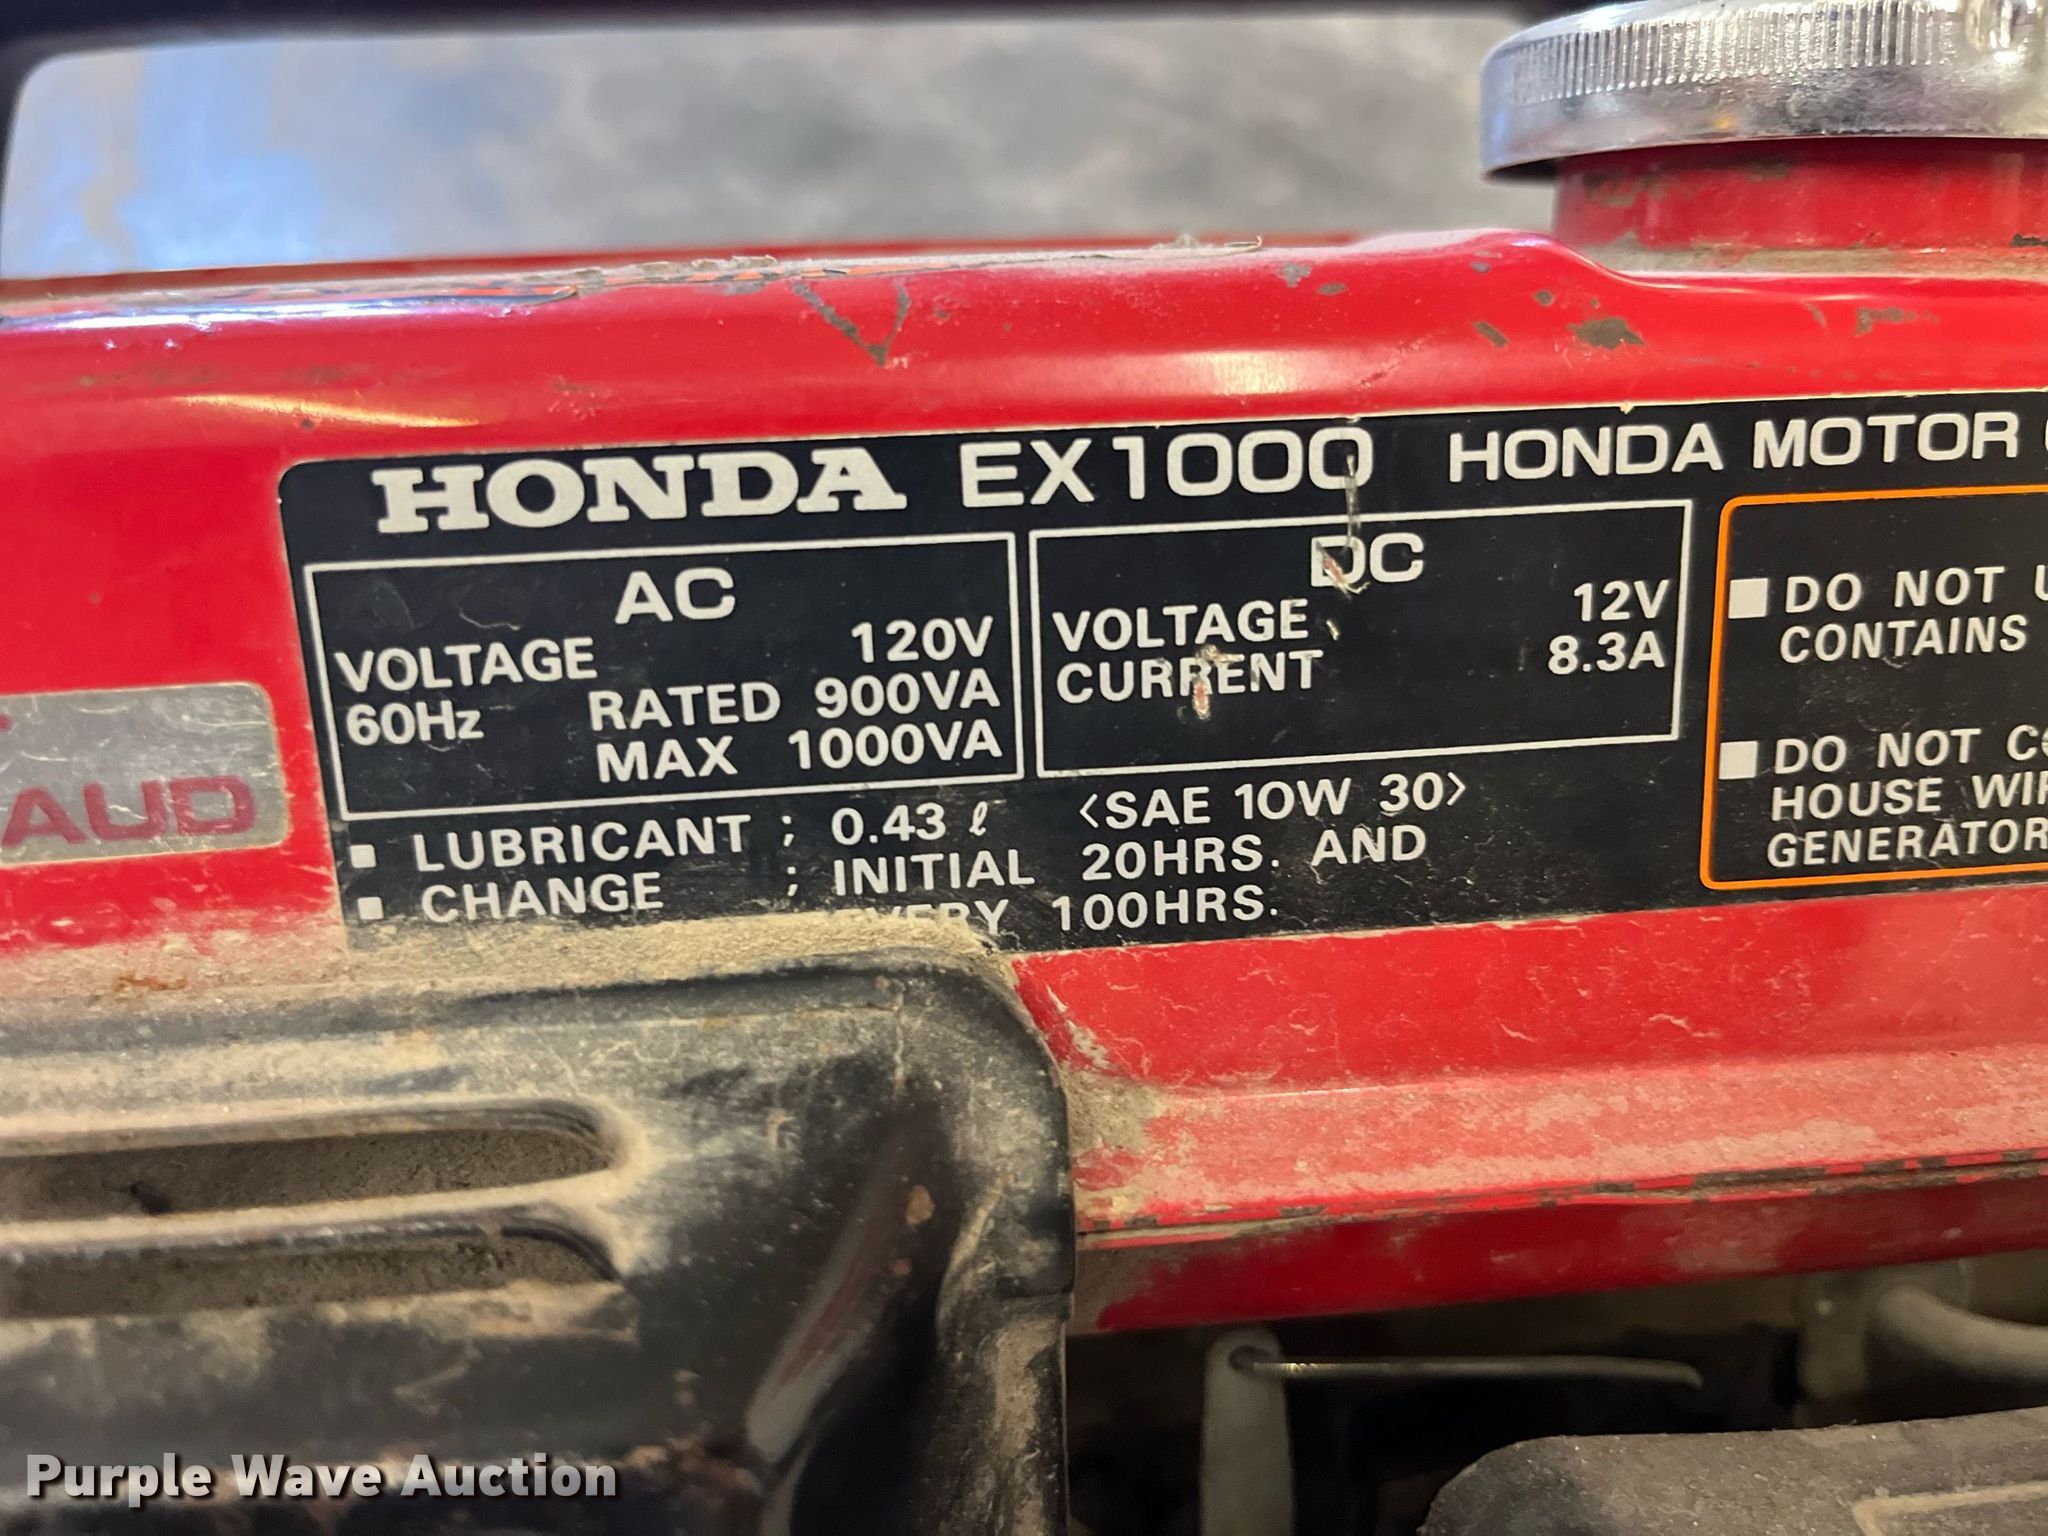 HONDA EX1000 HONDA MOTOR
AC
VOLTAGE 120V
60Hz RATED 900VA
MAX 1000VA
DC
VOLTAGE 12V
CURRENT 8.3A
■ LUBRICANT ; 0.43 ℓ <SAE 10W 30>
■ CHANGE ; INITIAL 20HRS. AND
EVERY 100HRS.
■ DO NOT
CONTAINS
■ DO NOT
HOUSE
GENERATOR
AUD
Purple Wave Auction